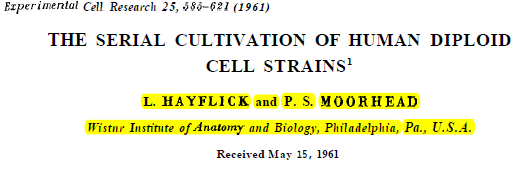 Experimental Cell Research 25, 585-621 (1961)
THE SERIAL CULTIVATION OF HUMAN DIPLOID
CELL STRAINS¹
L. HAYFLICK and P. S. MOORHEAD
Wistnr Institute of Anatomy and Biology, Philadelphia, Pa., U.S.A.
Received May 15, 1961